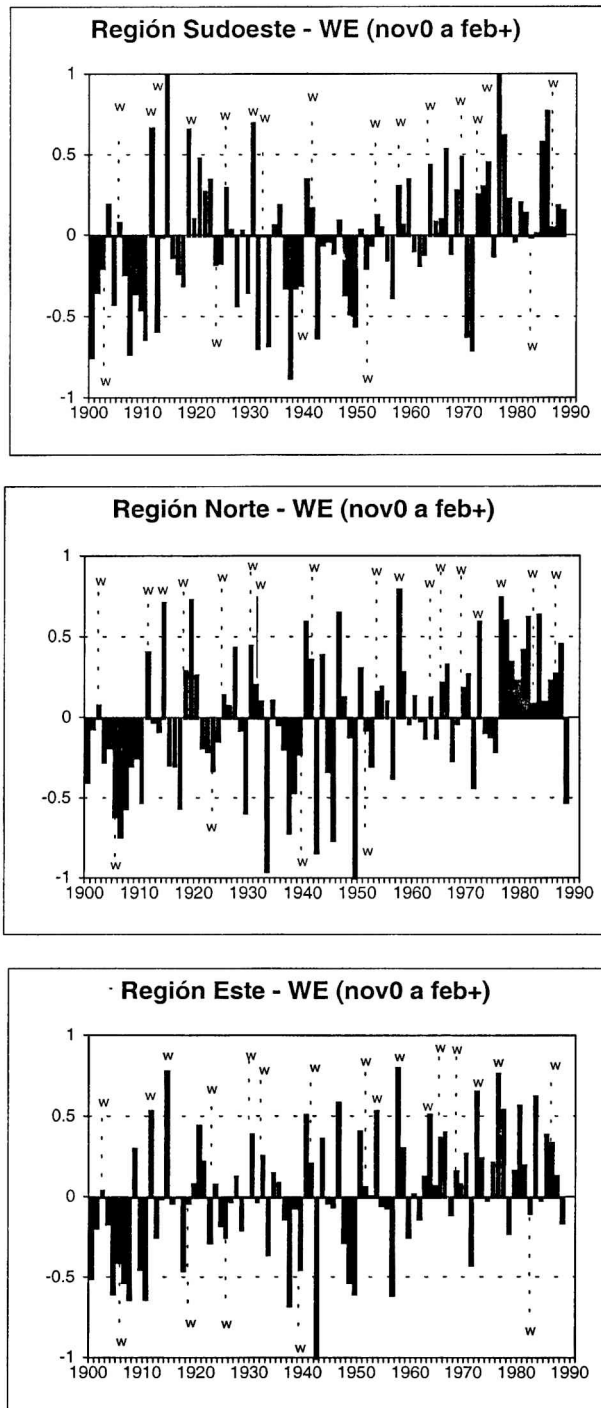 Región Sudoeste - WE (nov0 a feb+)
1
w w w w w w w w w w w w w w w
0.5
0
-0.5
w w w w w
-1
1900 1910 1920 1930 1940 1950 1960 1970 1980 1990
Región Norte - WE (nov0 a feb+)
1
w w w w w w w w w w w w w w w w w
0.5
0
-0.5
w w w w
-1
1900 1910 1920 1930 1940 1950 1960 1970 1980 1990
Región Este - WE (nov0 a feb+)
1
w w w w w w w w w w w w w w w w
0.5
0
-0.5
w w w w w
-1
1900 1910 1920 1930 1940 1950 1960 1970 1980 1990